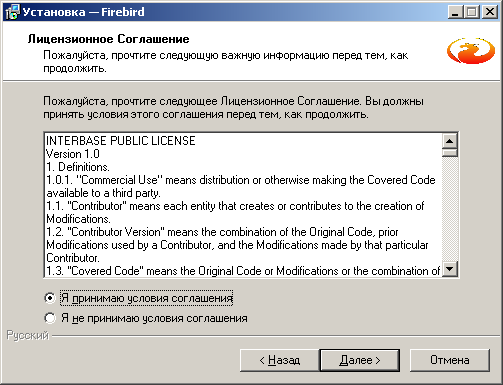 Установка — Firebird
Лицензионное Соглашение
Пожалуйста, прочтите следующую важную информацию перед тем, как
продолжить.
Пожалуйста, прочтите следующее Лицензионное Соглашение. Вы должны
принять условия этого соглашения перед тем, как продолжить.
INTERBASE PUBLIC LICENSE
Version 1.0
1. Definitions.
1.0.1. "Commercial Use" means distribution or otherwise making the Covered Code
available to a third party.
1.1. "Contributor" means each entity that creates or contributes to the creation of
Modifications.
1.2. "Contributor Version" means the combination of the Original Code, prior
Modifications used by a Contributor, and the Modifications made by that particular
Contributor.
1.3. "Covered Code" means the Original Code or Modifications or the combination of
Я принимаю условия соглашения
Я не принимаю условия соглашения
Русский
< Назад
Далее >
Отмена